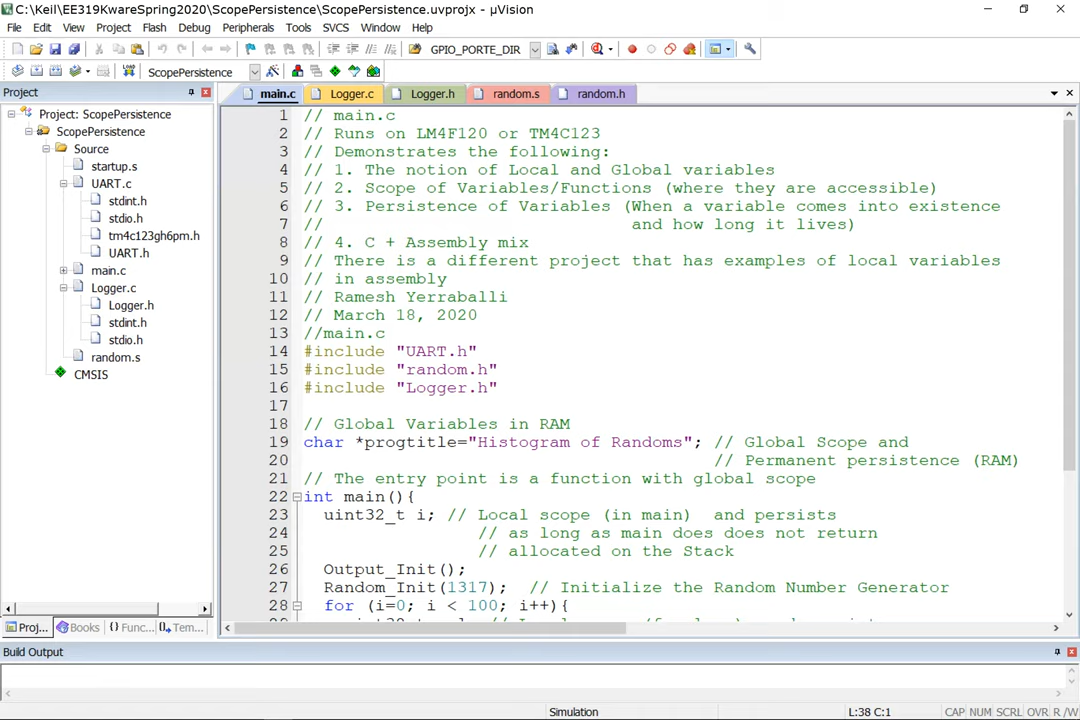 C:\Keil\EE319KwareSpring2020\ScopePersistence\ScopePersistence.uvprojx - µVision
File Edit View Project Flash Debug Peripherals Tools SVCS Window Help
GPIO_PORTE_DIR
ScopePersistence
Project
main.c Logger.c Logger.h random.s random.h
Project: ScopePersistence
ScopePersistence
Source
startup.s
UART.c
stdint.h
stdio.h
tm4c123gh6pm.h
UART.h
main.c
Logger.c
Logger.h
stdint.h
stdio.h
random.s
CMSIS
Proj... Books Func... Tem...
1 // main.c
2 // Runs on LM4F120 or TM4C123
3 // Demonstrates the following:
4 // 1. The notion of Local and Global variables
5 // 2. Scope of Variables/Functions (where they are accessible)
6 // 3. Persistence of Variables (When a variable comes into existence
7 // and how long it lives)
8 // 4. C + Assembly mix
9 // There is a different project that has examples of local variables
10 // in assembly
11 // Ramesh Yerraballi
12 // March 18, 2020
13 //main.c
14 #include "UART.h"
15 #include "random.h"
16 #include "Logger.h"
17
18 // Global Variables in RAM
19 char *progtitle="Histogram of Randoms"; // Global Scope and
20 // Permanent persistence (RAM)
21 // The entry point is a function with global scope
22 int main(){
23 uint32_t i; // Local scope (in main) and persists
24 // as long as main does does not return
25 // allocated on the Stack
26 Output_Init();
27 Random_Init(1317); // Initialize the Random Number Generator
28 for (i=0; i < 100; i++){
Build Output
Simulation L:38 C:1 CAP NUM SCRL OVR R /W